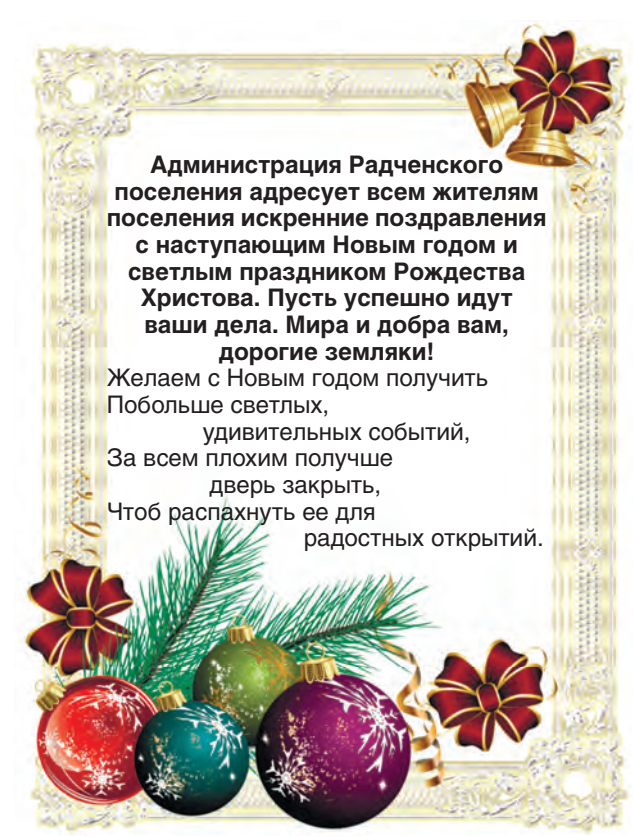 Администрация Радченского
поселения адресует всем жителям
поселения искренние поздравления
с наступающим Новым годом и
светлым праздником Рождества
Христова. Пусть успешно идут
ваши дела. Мира и добра вам,
дорогие земляки!
Желаем с Новым годом получить
Побольше светлых,
удивительных событий,
За всем плохим получше
дверь закрыть,
Чтоб распахнуть ее для
радостных открытий.